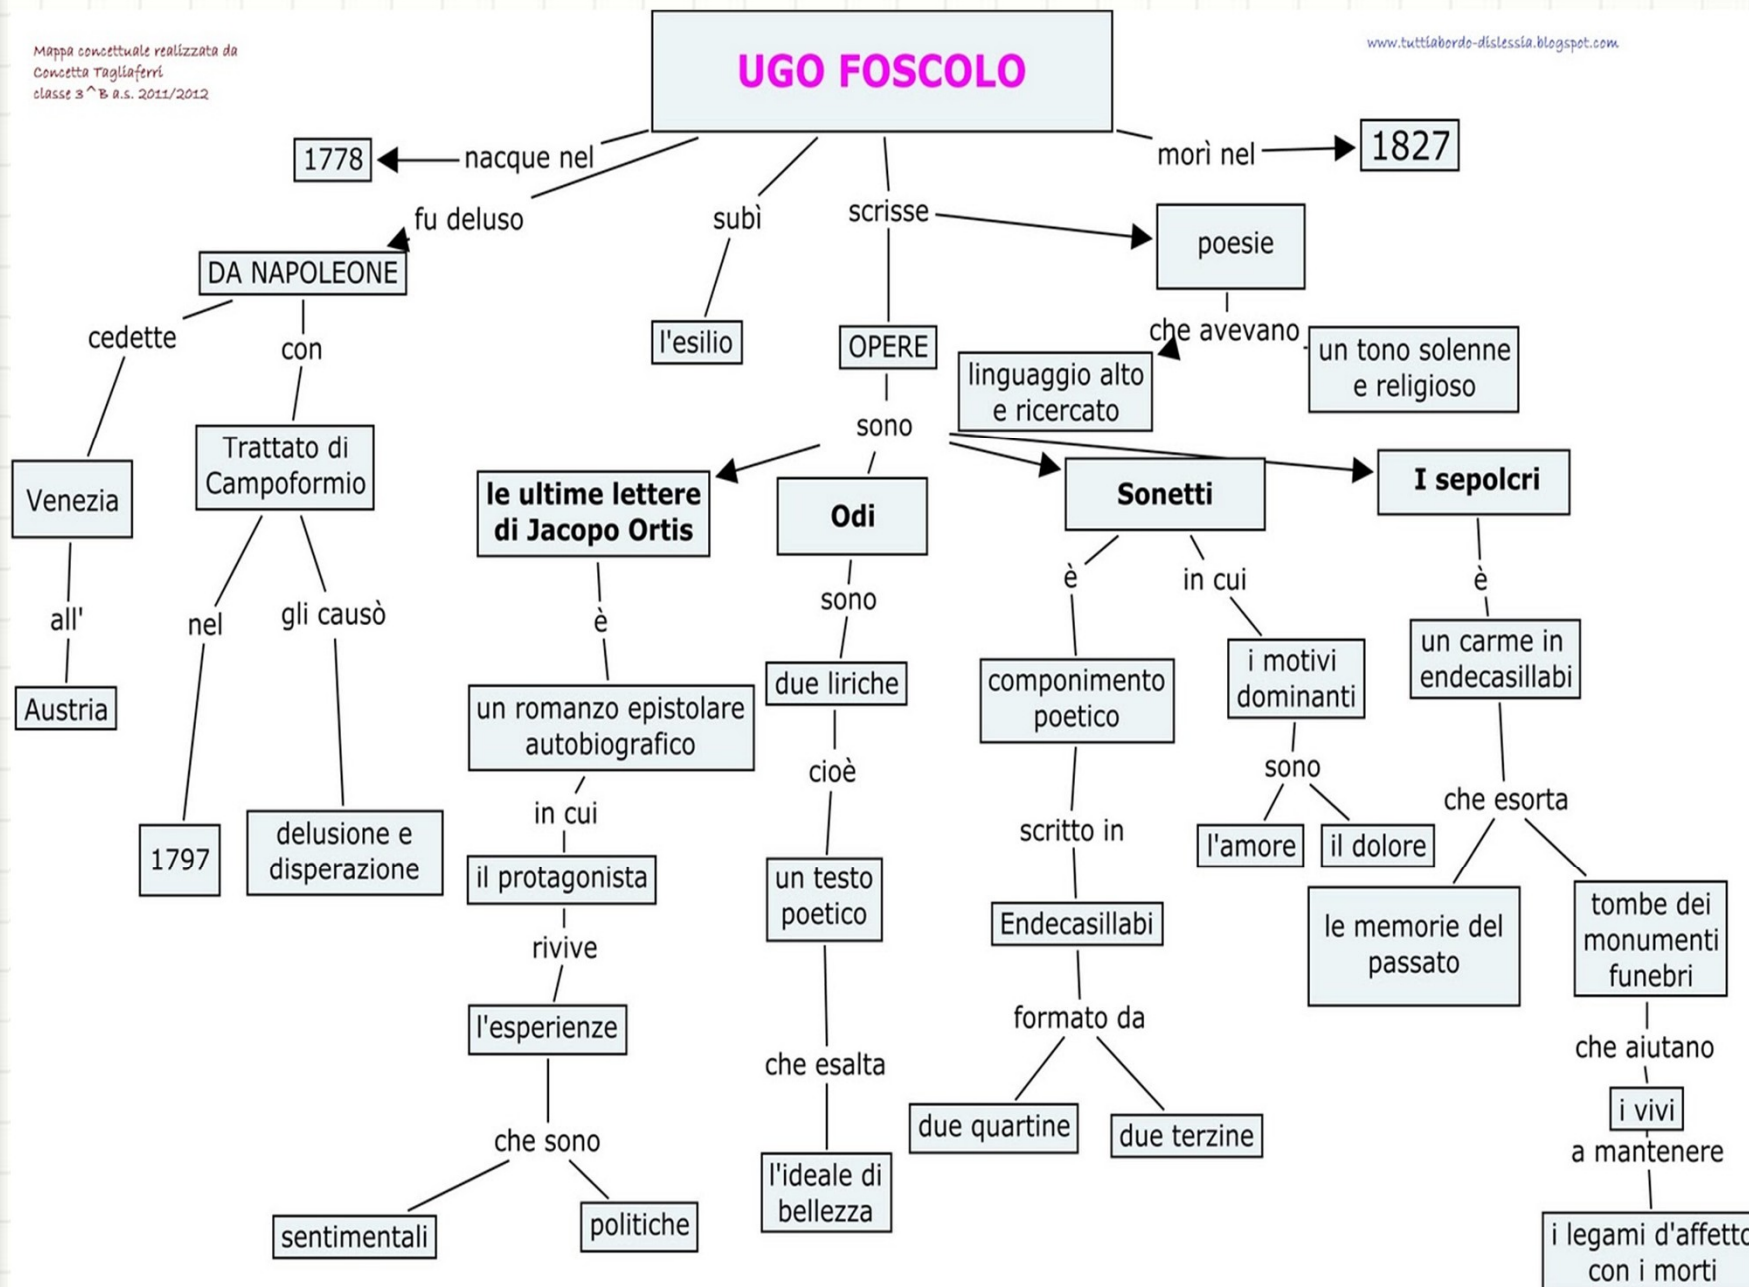 Mappa concettuale realizzata da
Concetta Tagliaferri
classe 3^B a.s. 2011/2012
UGO FOSCOLO
www.tuttiabordo-dislessia.blogspot.com
1778
nacque nel
morì nel
1827
fu deluso
subì
scrisse
poesie
DA NAPOLEONE
cedette
con
l'esilio
OPERE
che avevano
linguaggio alto
e ricercato
un tono solenne
e religioso
sono
Venezia
Trattato di
Campoformio
le ultime lettere
di Jacopo Ortis
Odi
Sonetti
I sepolcri
all'
nel
gli causò
è
sono
è
in cui
è
Austria
un romanzo epistolare
autobiografico
due liriche
componimento
poetico
i motivi
dominanti
un carme in
endecasillabi
1797
delusione e
disperazione
in cui
cioè
scritto in
sono
che esorta
l'amore
il dolore
il protagonista
un testo
poetico
Endecasillabi
le memorie del
passato
tombe dei
monumenti
funebri
rivive
l'esperienze
che esalta
formato da
che aiutano
due quartine
due terzine
i vivi
che sono
a mantenere
sentimentali
politiche
l'ideale di
bellezza
i legami d'affetto
con i morti